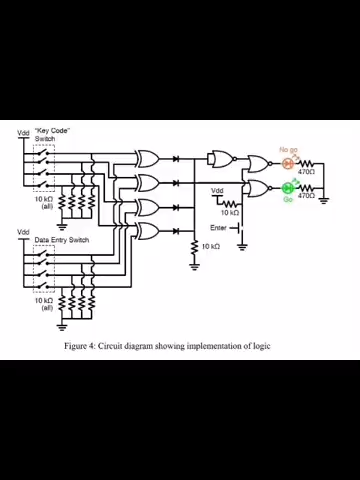 "Key Code"
Switch
Vdd
10 kΩ
(all)
Vdd
Data Entry Switch
10 kΩ
(all)
Vdd
10 kΩ
Enter
10 kΩ
No go
470Ω
Go
470Ω
Figure 4: Circuit diagram showing implementation of logic